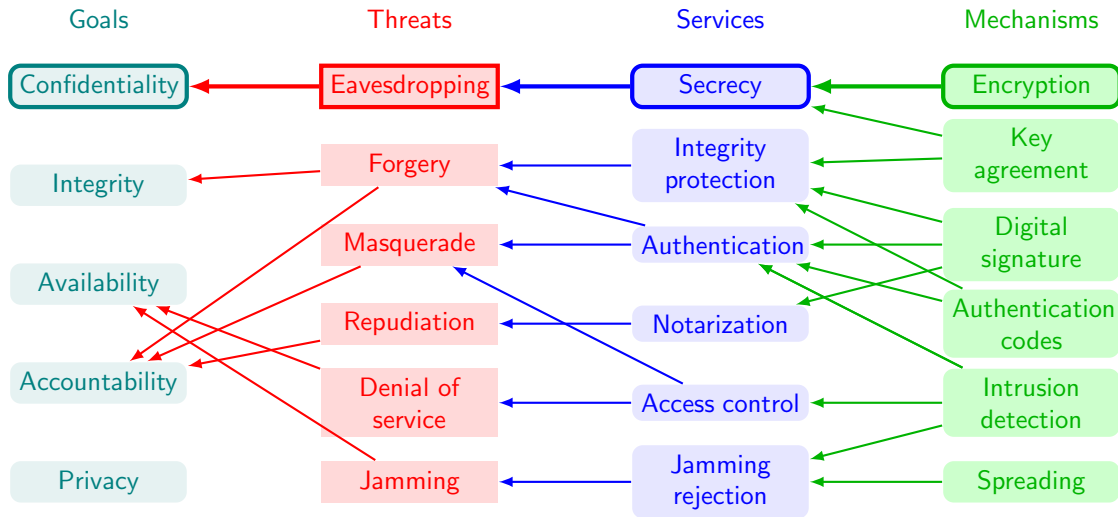 Goals
Threats
Services
Mechanisms
Confidentiality
Eavesdropping
Secrecy
Encryption
Key
agreement
Integrity
Forgery
Integrity
protection
Digital
signature
Availability
Masquerade
Authentication
Authentication
codes
Repudiation
Notarization
Accountability
Denial of
service
Access control
Intrusion
detection
Privacy
Jamming
Jamming
rejection
Spreading